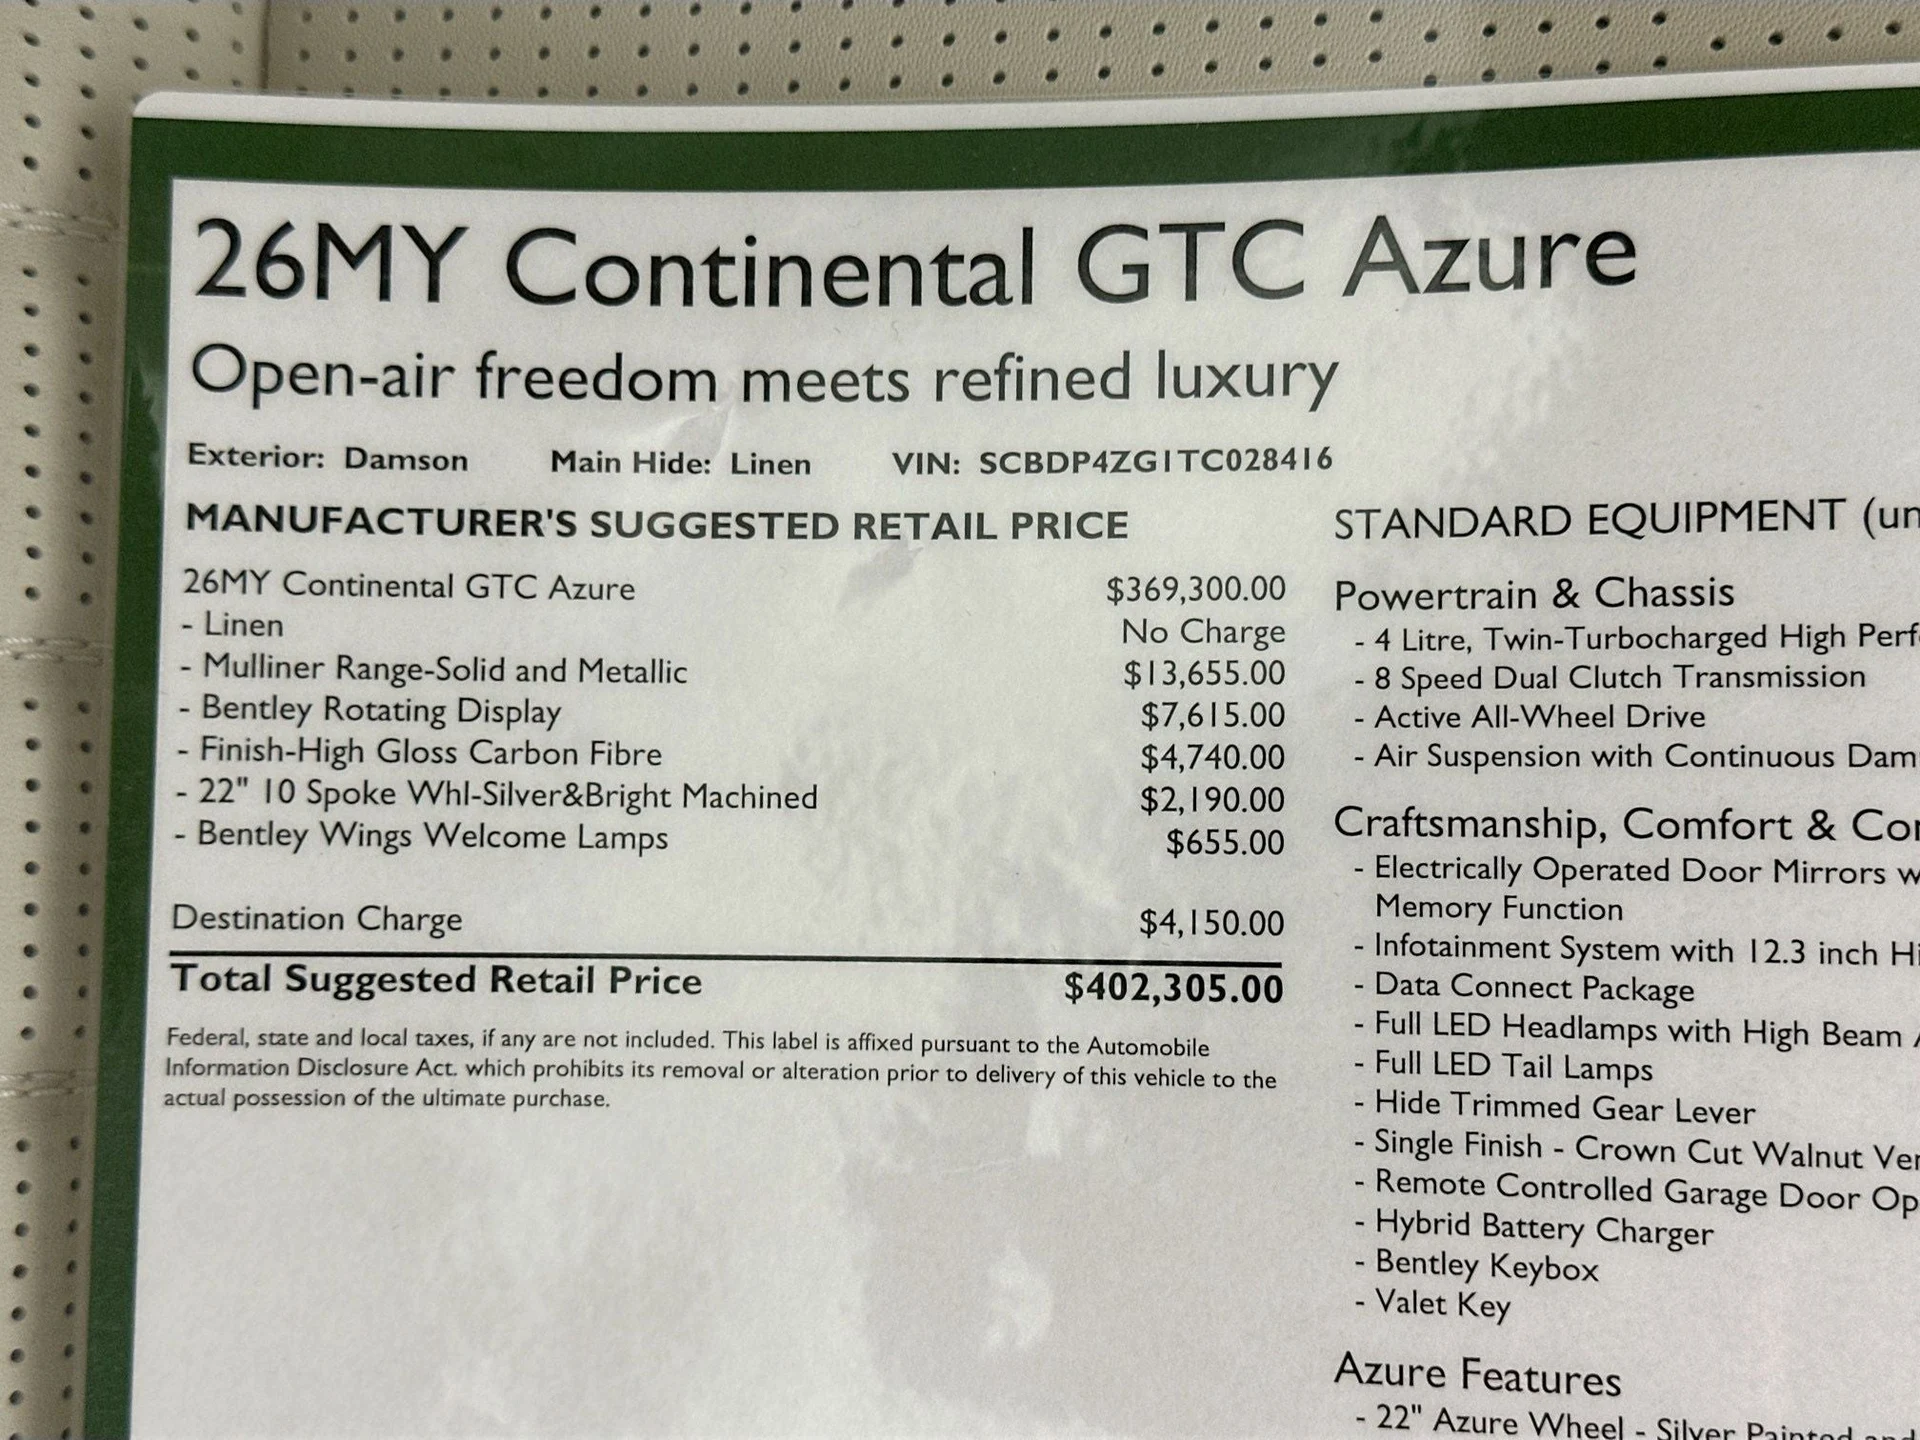 26MY Continental GTC Azure
Open-air freedom meets refined luxury
Exterior: Damson Main Hide: Linen VIN: SCBDP4ZG1TC028416
MANUFACTURER'S SUGGESTED RETAIL PRICE
26MY Continental GTC Azure $369,300.00
- Linen No Charge
- Mulliner Range-Solid and Metallic $13,655.00
- Bentley Rotating Display $7,615.00
- Finish-High Gloss Carbon Fibre $4,740.00
- 22" 10 Spoke Whl-Silver&Bright Machined $2,190.00
- Bentley Wings Welcome Lamps $655.00
Destination Charge $4,150.00
Total Suggested Retail Price $402,305.00
Federal, state and local taxes, if any are not included. This label is affixed pursuant to the Automobile
Information Disclosure Act. which prohibits its removal or alteration prior to delivery of this vehicle to the
actual possession of the ultimate purchase.
STANDARD EQUIPMENT (un
Powertrain & Chassis
- 4 Litre, Twin-Turbocharged High Perf
- 8 Speed Dual Clutch Transmission
- Active All-Wheel Drive
- Air Suspension with Continuous Dam
Craftsmanship, Comfort & Co
- Electrically Operated Door Mirrors w
Memory Function
- Infotainment System with 12.3 inch Hi
- Data Connect Package
- Full LED Headlamps with High Beam
- Full LED Tail Lamps
- Hide Trimmed Gear Lever
- Single Finish - Crown Cut Walnut Ve
- Remote Controlled Garage Door Op
- Hybrid Battery Charger
- Bentley Keybox
- Valet Key
Azure Features
- 22" Azure Wheel - Silver Painted and